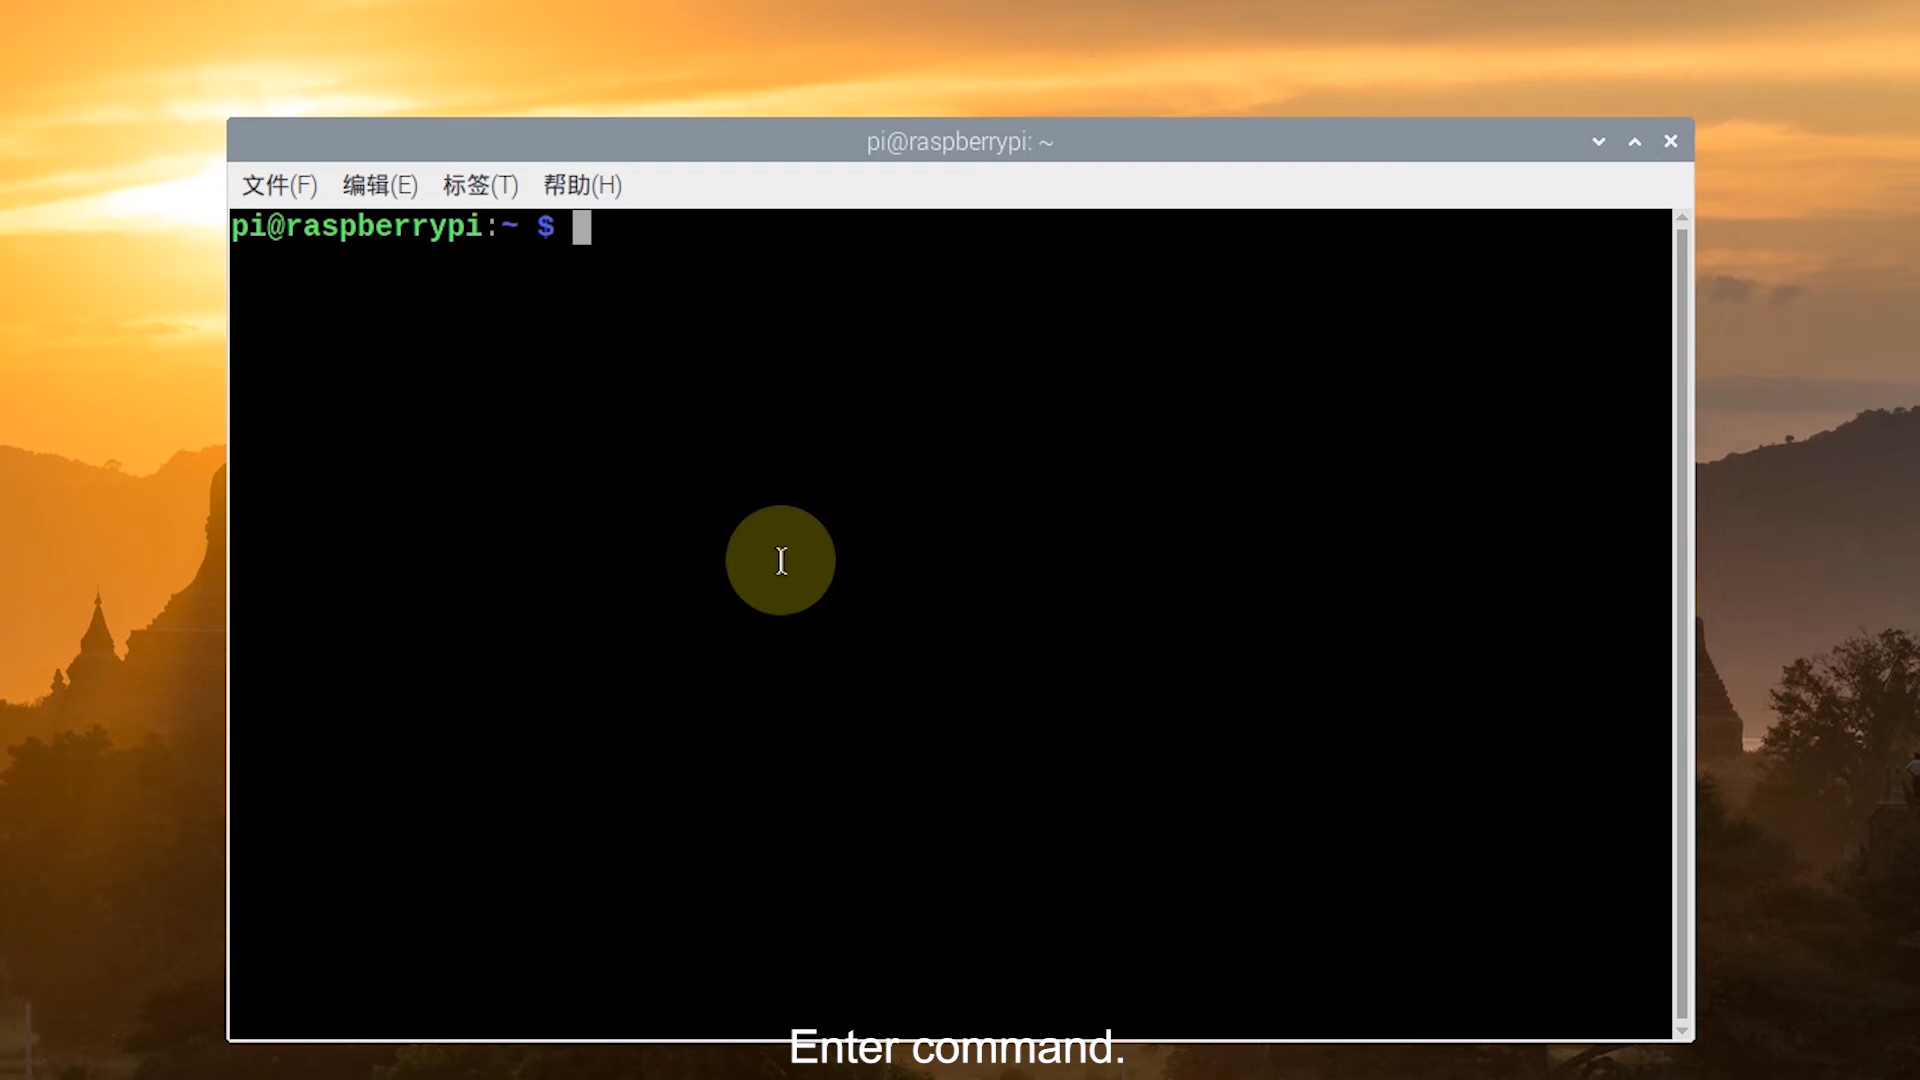 pi@raspberrypi: ~
文件(F) 编辑(E) 标签(T) 帮助(H)
pi@raspberrypi:~ $
Enter command.